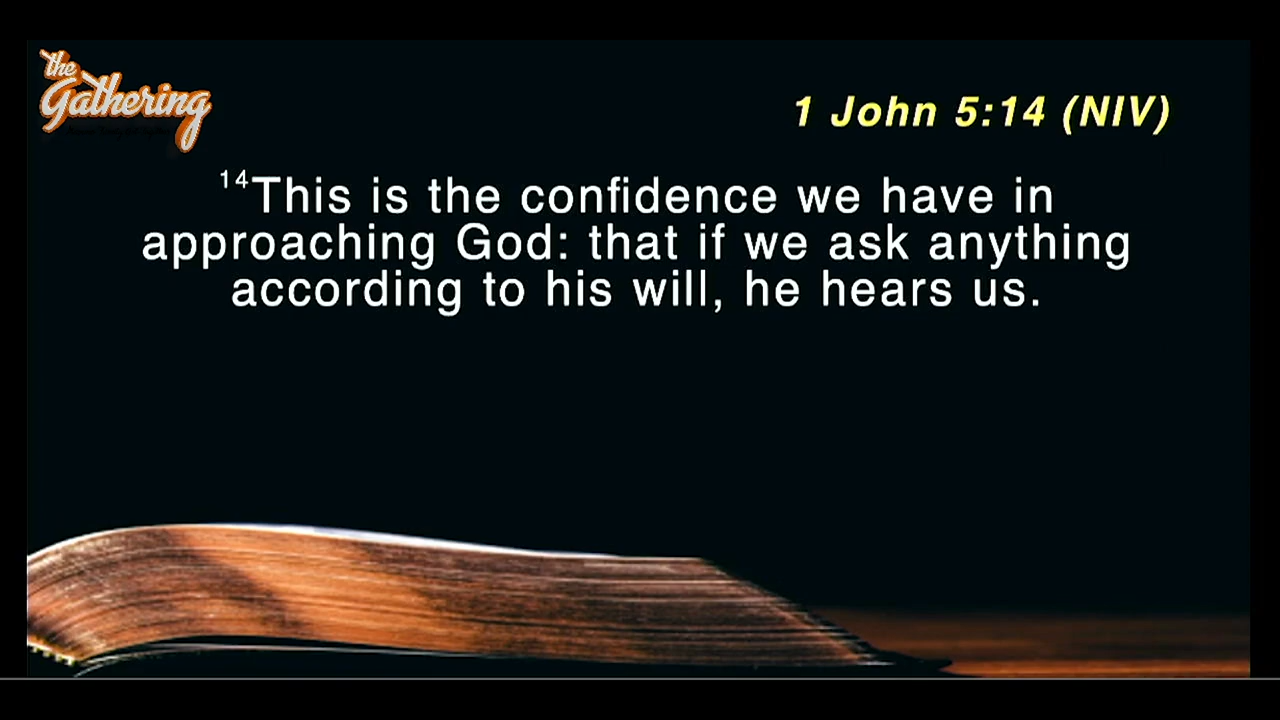 the
Gathering
1 John 5:14 (NIV)
14This is the confidence we have in
approaching God: that if we ask anything
according to his will, he hears us.